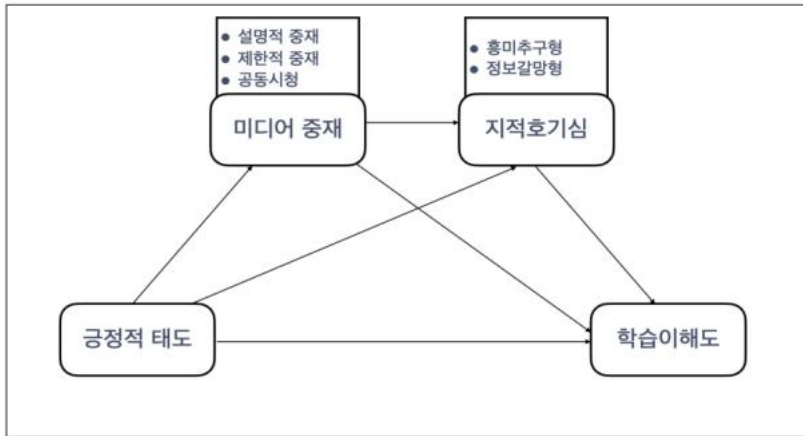 ● 설명적 중재
● 제한적 중재
● 공동시청
미디어 중재
● 흥미추구형
● 정보갈망형
지적호기심
긍정적 태도
학습이해도